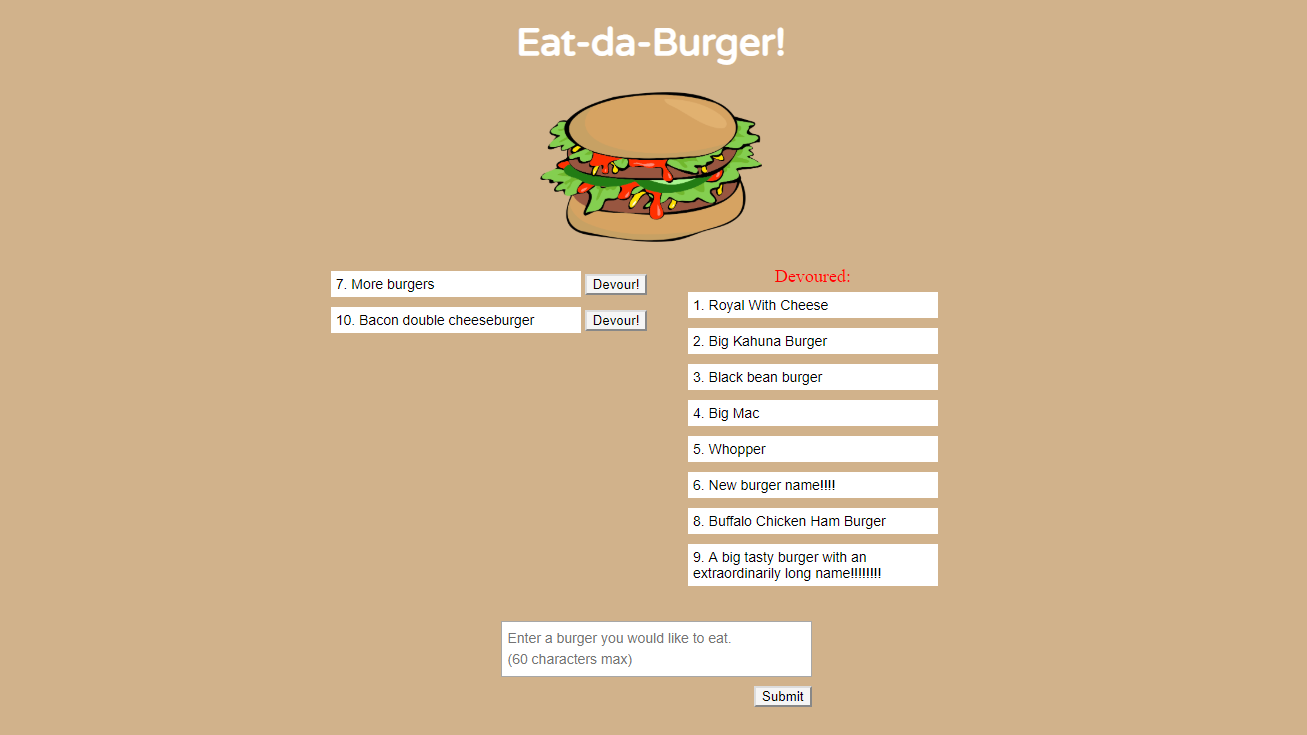 Eat-da-Burger!
7. More burgers
Devour!
10. Bacon double cheeseburger
Devour!
Devoured:
1. Royal With Cheese
2. Big Kahuna Burger
3. Black bean burger
4. Big Mac
5. Whopper
6. New burger name!!!!
8. Buffalo Chicken Ham Burger
9. A big tasty burger with an
extraordinarily long name!!!!!!!!
Enter a burger you would like to eat.
(60 characters max)
Submit